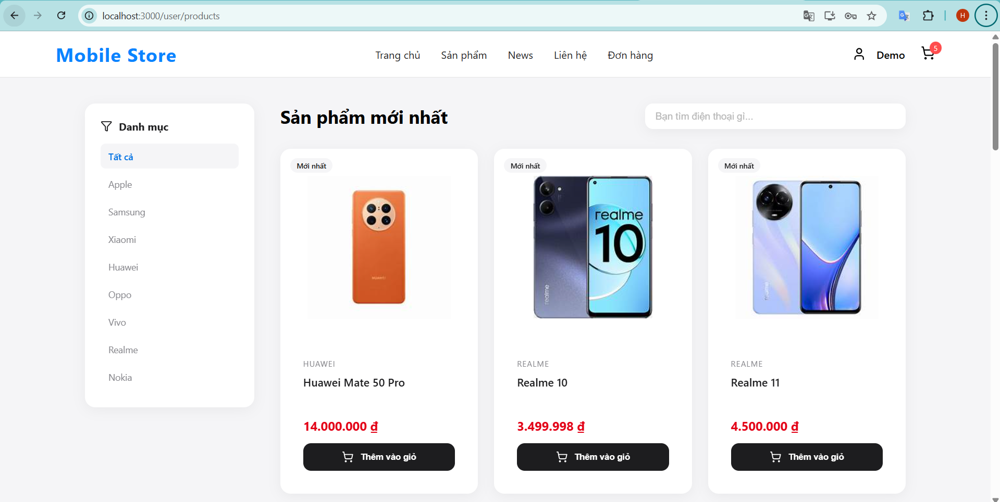 localhost:3000/user/products
H
Mobile Store
Trang chủ
Sản phẩm
News
Liên hệ
Đơn hàng
Demo
5
Danh mục
Tất cả
Apple
Samsung
Xiaomi
Huawei
Oppo
Vivo
Realme
Nokia
Sản phẩm mới nhất
Bạn tìm điện thoại gì...
Mới nhất
HUAWEI
HUAWEI
Huawei Mate 50 Pro
14.000.000 ₫
Thêm vào giỏ
Mới nhất
realme
10
realme
REALME
Realme 10
3.499.998 ₫
Thêm vào giỏ
Mới nhất
realme
REALME
Realme 11
4.500.000 ₫
Thêm vào giỏ